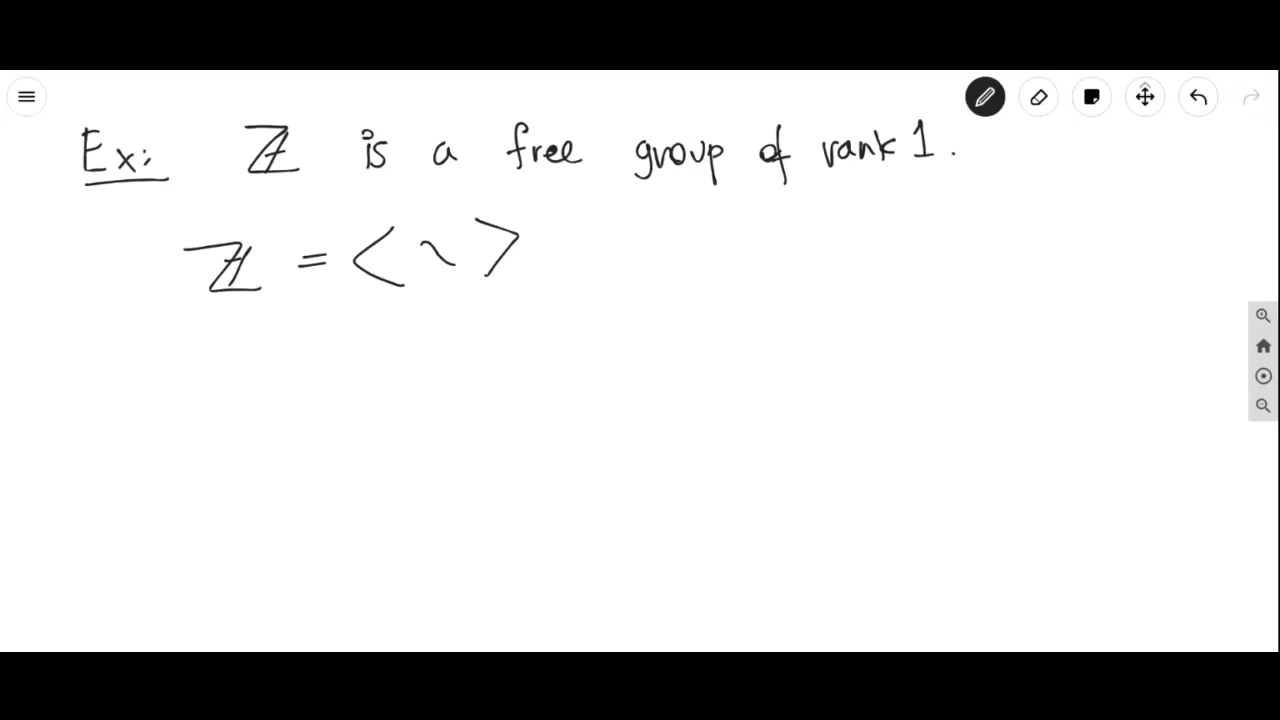 Ex: ℤ is a free group of rank 1.
ℤ = < >